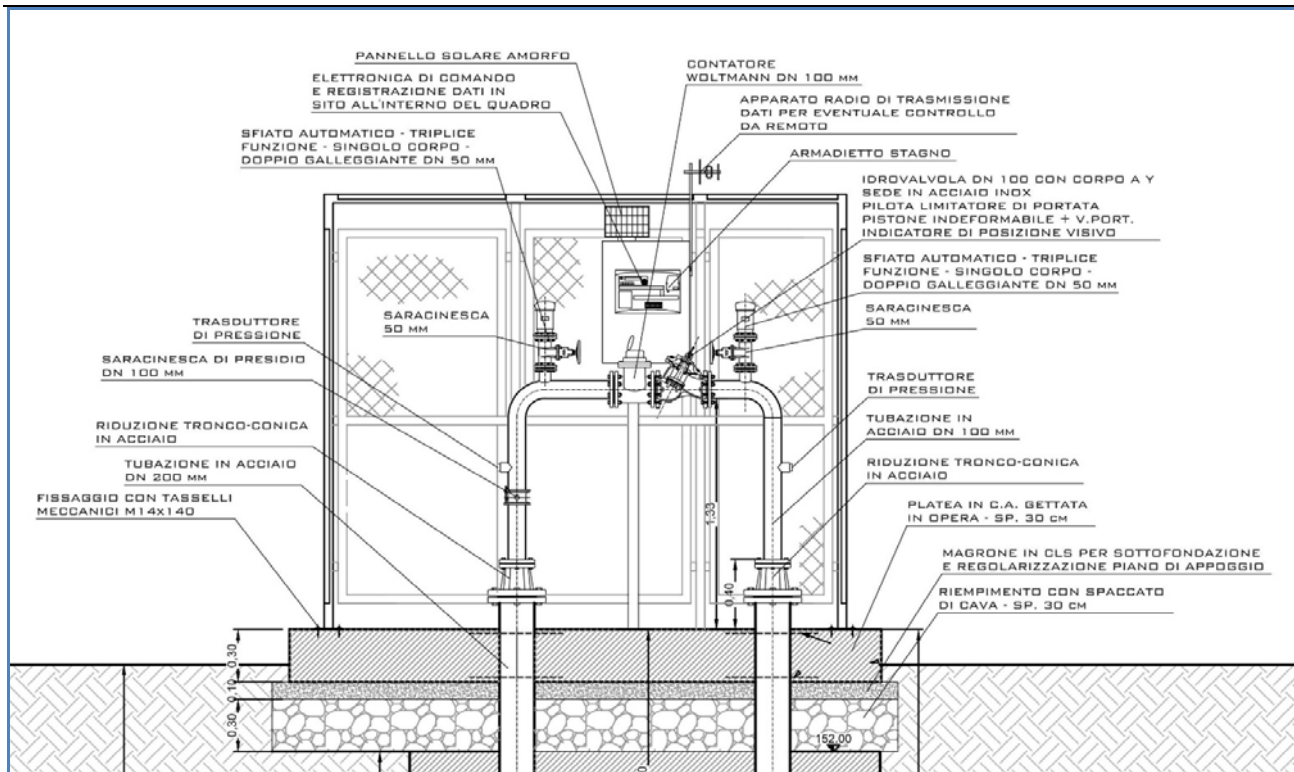 PANNELLO SOLARE AMORFO
ELETTRONICA DI COMANDO
E REGISTRAZIONE DATI IN
SITO ALL'INTERNO DEL QUADRO
SFIATO AUTOMATICO - TRIPLICE
FUNZIONE - SINGOLO CORPO -
DOPPIO GALLEGGIANTE DN 50 MM
CONTATORE
WOLTMANN DN 100 MM
APPARATO RADIO DI TRASMISSIONE
DATI PER EVENTUALE CONTROLLO
DA REMOTO
ARMADIETTO STAGNO
IDROVALVOLA DN 100 CON CORPO A Y
SEDE IN ACCIAIO INOX
PILOTA LIMITATORE DI PORTATA
PISTONE INDEFORMABILE + V.PORT.
INDICATORE DI POSIZIONE VISIVO
SFIATO AUTOMATICO - TRIPLICE
FUNZIONE - SINGOLO CORPO -
DOPPIO GALLEGGIANTE DN 50 MM
SARACINESCA
50 MM
SARACINESCA
50 MM
TRASDUTTORE
DI PRESSIONE
SARACINESCA DI PRESIDIO
DN 100 MM
RIDUZIONE TRONCO-CONICA
IN ACCIAIO
TUBAZIONE IN ACCIAIO
DN 200 MM
FISSAGGIO CON TASSELLI
MECCANICI M14X140
TRASDUTTORE
DI PRESSIONE
TUBAZIONE IN
ACCIAIO DN 100 MM
RIDUZIONE TRONCO-CONICA
IN ACCIAIO
PLATEA IN C.A. GETTATA
IN OPERA - SP. 30 CM
MAGRONE IN CLS PER SOTTOFONDAZIONE
E REGOLARIZZAZIONE PIANO DI APPOGGIO
RIEMPIMENTO CON SPACCATO
DI CAVA - SP. 30 CM
1,33
0,40
0,30
0,10
0,30
152,00